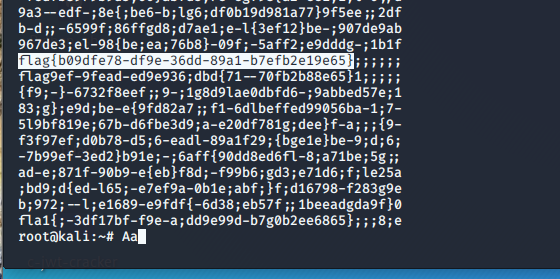 9a3--edf-;8e{;be6-b;lg6;df0b19d981a77}9f5ee;;2df
b-d;;-6599f;86ffgd8;d7ae1;e-l{3ef12}be-;907de9ab
967de3;el-98{be;ea;76b8}-09f;-5aff2;e9dddg-;1b1f
flag{b09dfe78-df9e-36dd-89a1-b7efb2e19e65};;;;;;
flag9ef-9fead-ed9e936;dbd{71--70fb2b88e65}1;;;;;
{f9;-}-6732f8eef;;9-;1g8d9lae0dbfd6-;9abbed57e;1
83;g};e9d;be-e{9fd82a7;;f1-6dlbeffed99056ba-1;7-
5l9bf819e;67b-d6fbe3d9;a-e20df781g;dee}f-a;;;{9-
f3f97ef;d0b78-d5;6-eadl-89a1f29;{bge1e}be-9;d;6;
-7b99ef-3ed2}b91e;-;6aff{90dd8ed6fl-8;a71be;5g;;
ad-e;871f-90b9-e{eb}f8d;-f99b6;gd3;e71d6;f;le25a
;bd9;d{ed-l65;-e7ef9a-0b1e;abf;}f;d16798-f283g9e
b;972;--l;e1689-e9fdf{-6d38;eb57f;;1beeadgda9f}0
fla1{;-3df17bf-f9e-a;dd9e99d-b7g0b2ee6865};;;8;e
root@kali:~# Aa